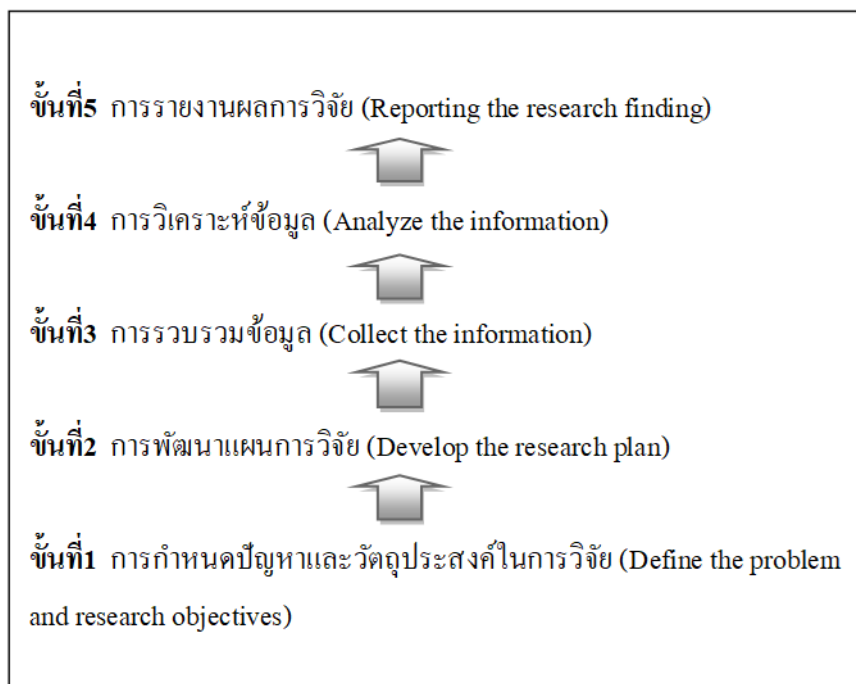 ขั้นที่5 การรายงานผลการวิจัย (Reporting the research finding)
ขั้นที่4 การวิเคราะห์ข้อมูล (Analyze the information)
ขั้นที่3 การรวบรวมข้อมูล (Collect the information)
ขั้นที่2 การพัฒนาแผนการวิจัย (Develop the research plan)
ขั้นที่1 การกำหนดปัญหาและวัตถุประสงค์ในการวิจัย (Define the problem
and research objectives)